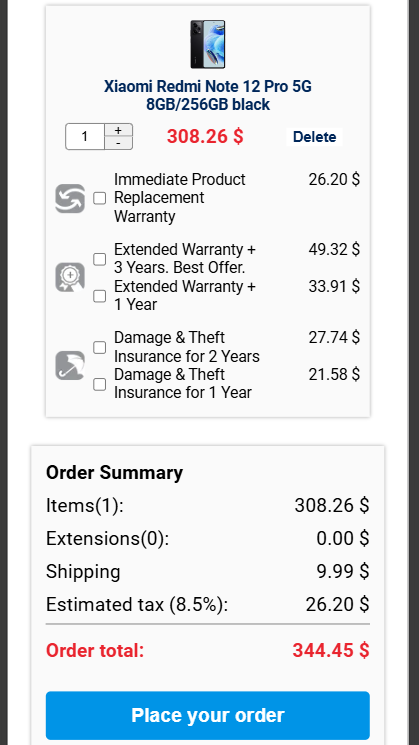 Xiaomi Redmi Note 12 Pro 5G
8GB/256GB black
1 + - 308.26 $ Delete
Immediate Product 26.20 $
Replacement
Warranty
Extended Warranty + 49.32 $
3 Years. Best Offer.
Extended Warranty + 33.91 $
1 Year
Damage & Theft 27.74 $
Insurance for 2 Years
Damage & Theft 21.58 $
Insurance for 1 Year
Order Summary
Items(1): 308.26 $
Extensions(0): 0.00 $
Shipping 9.99 $
Estimated tax (8.5%): 26.20 $
Order total: 344.45 $
Place your order